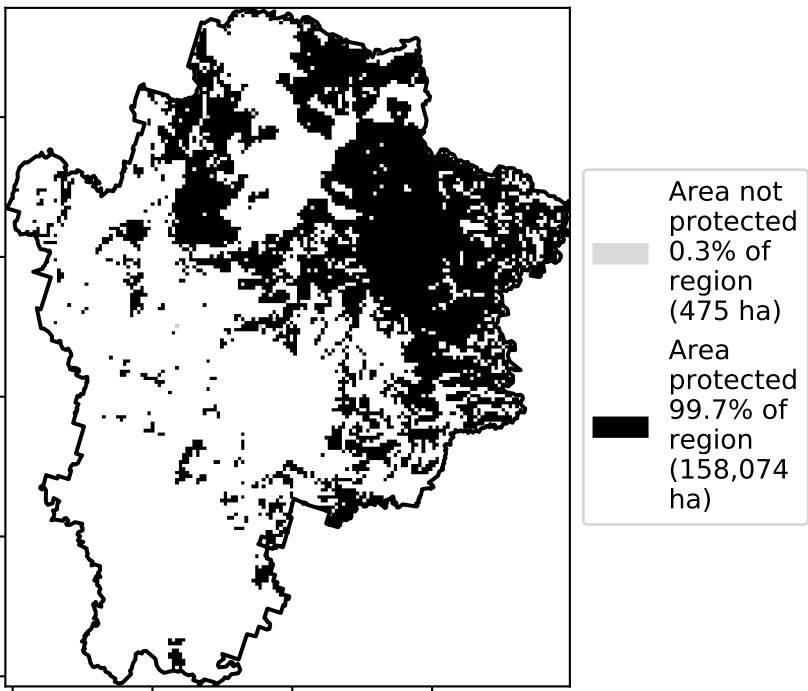 Area not
protected
0.3% of
region
(475 ha)
Area
protected
99.7% of
region
(158,074
ha)